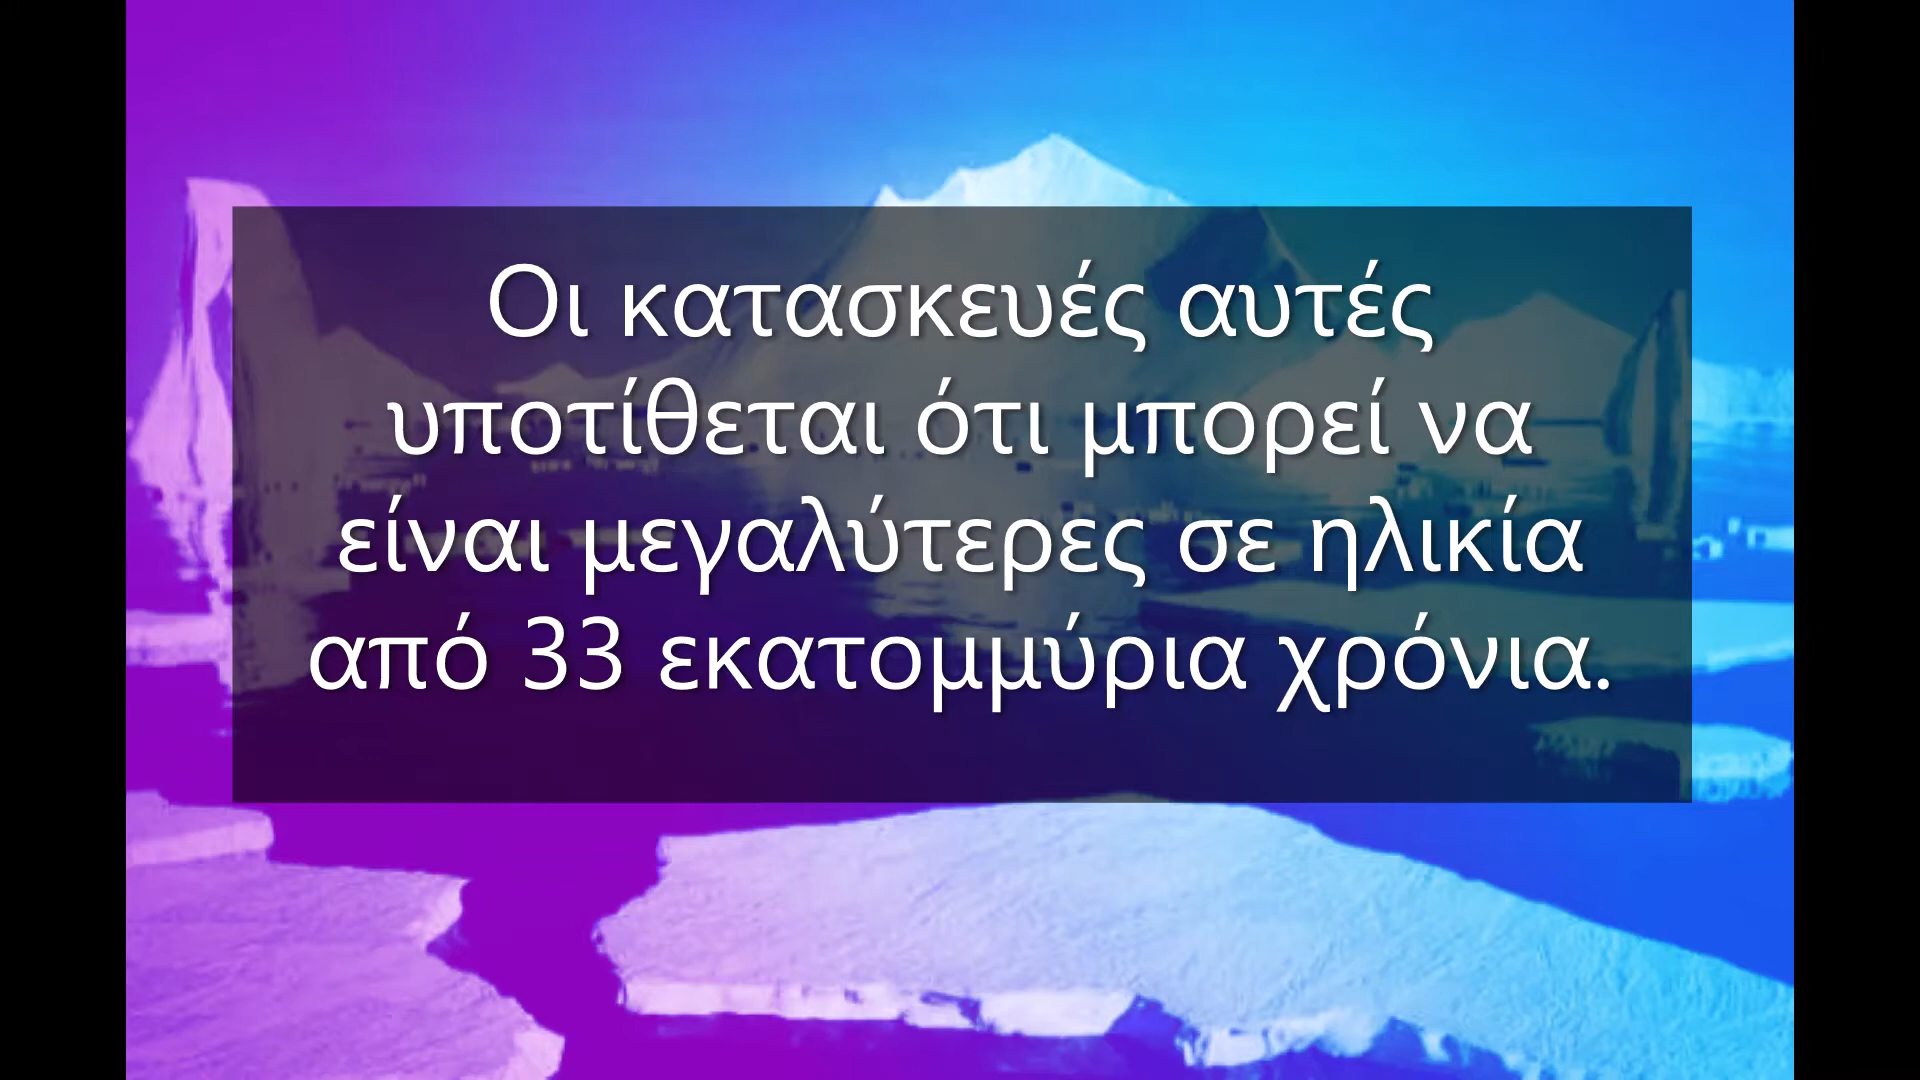 Οι κατασκευές αυτές
υποτίθεται ότι μπορεί να
είναι μεγαλύτερες σε ηλικία
από 33 εκατομμύρια χρόνια.